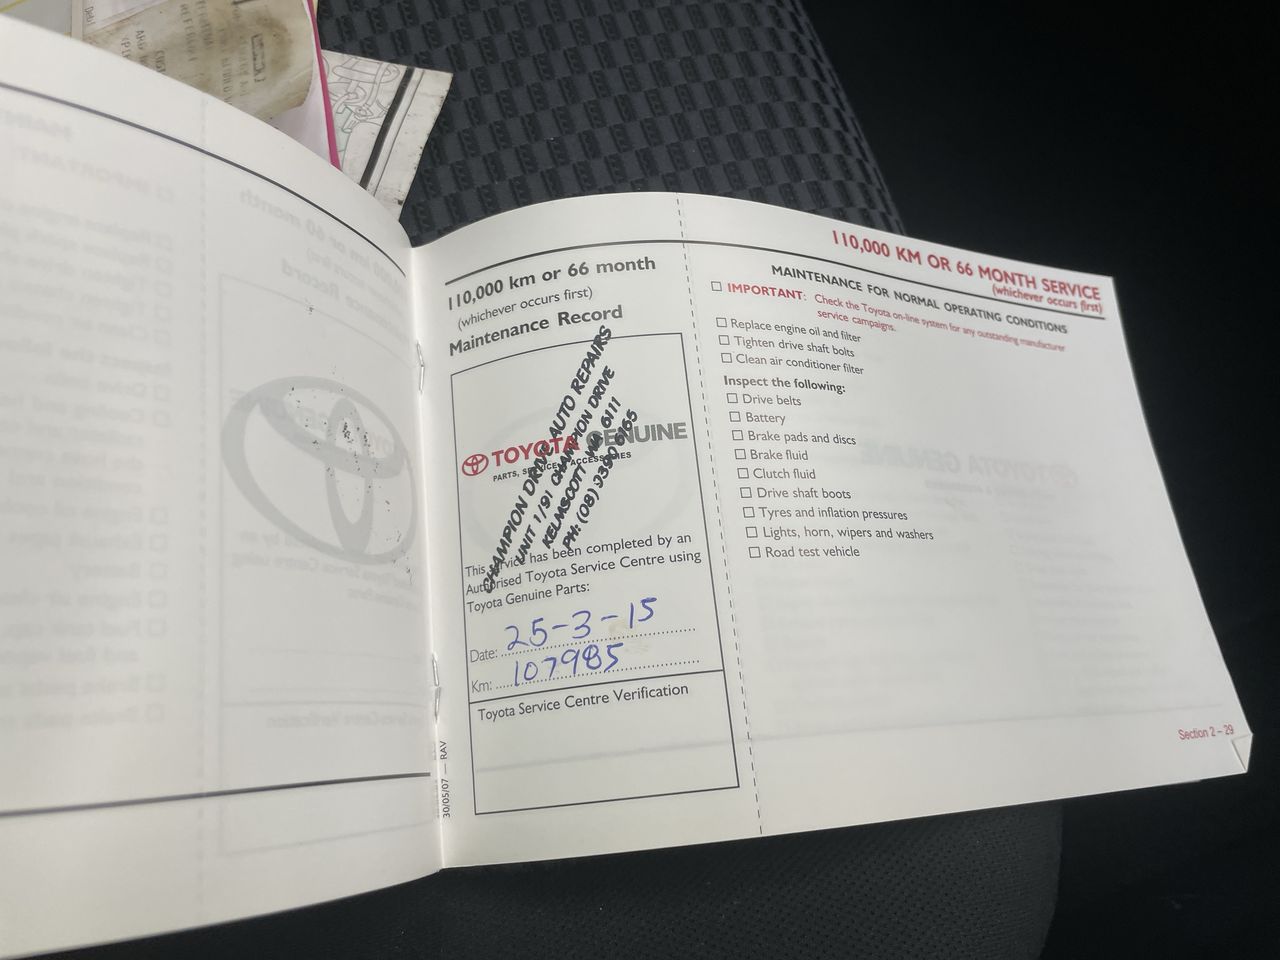 110,000 km or 66 month
(whichever occurs first)
Maintenance Record
CHAMPION DRIVE AUTO REPAIRS
UNIT 1/91 CHAMPION DRIVE
KELMSCOTT WA 6111
PH: (08) 93906165
TOYOTA GENUINE
PARTS, SERVICE & ACCESSORIES
This service has been completed by an
Authorised Toyota Service Centre using
Toyota Genuine Parts:
Date: 25-3-15
Km: 107985
Toyota Service Centre Verification
30/05/07 — RAV
110,000 KM OR 66 MONTH SERVICE
(whichever occurs first)
MAINTENANCE FOR NORMAL OPERATING CONDITIONS
IMPORTANT: Check the Toyota on-line system for any outstanding manufacturer
service campaigns.
Replace engine oil and filter
Tighten drive shaft bolts
Clean air conditioner filter
Inspect the following:
Drive belts
Battery
Brake pads and discs
Brake fluid
Clutch fluid
Drive shaft boots
Tyres and inflation pressures
Lights, horn, wipers and washers
Road test vehicle
Section 2 – 29